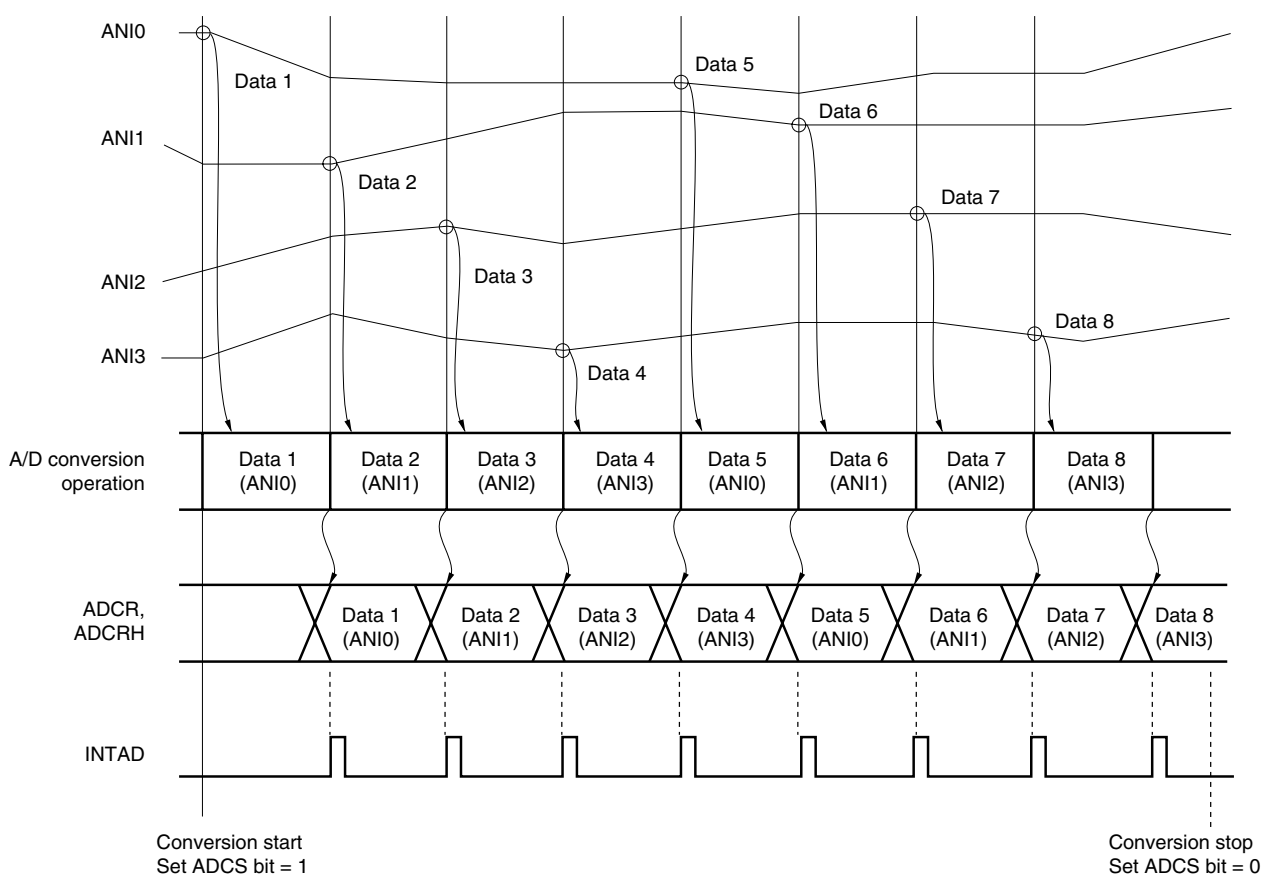 ANI0
Data 1
Data 5
ANI1
Data 6
Data 2
Data 7
ANI2
Data 3
ANI3
Data 8
Data 4
A/D conversion
operation
Data 1
(ANI0)
Data 2
(ANI1)
Data 3
(ANI2)
Data 4
(ANI3)
Data 5
(ANI0)
Data 6
(ANI1)
Data 7
(ANI2)
Data 8
(ANI3)
ADCR,
ADCRH
Data 1
(ANI0)
Data 2
(ANI1)
Data 3
(ANI2)
Data 4
(ANI3)
Data 5
(ANI0)
Data 6
(ANI1)
Data 7
(ANI2)
Data 8
(ANI3)
INTAD
Conversion start
Set ADCS bit = 1
Conversion stop
Set ADCS bit = 0